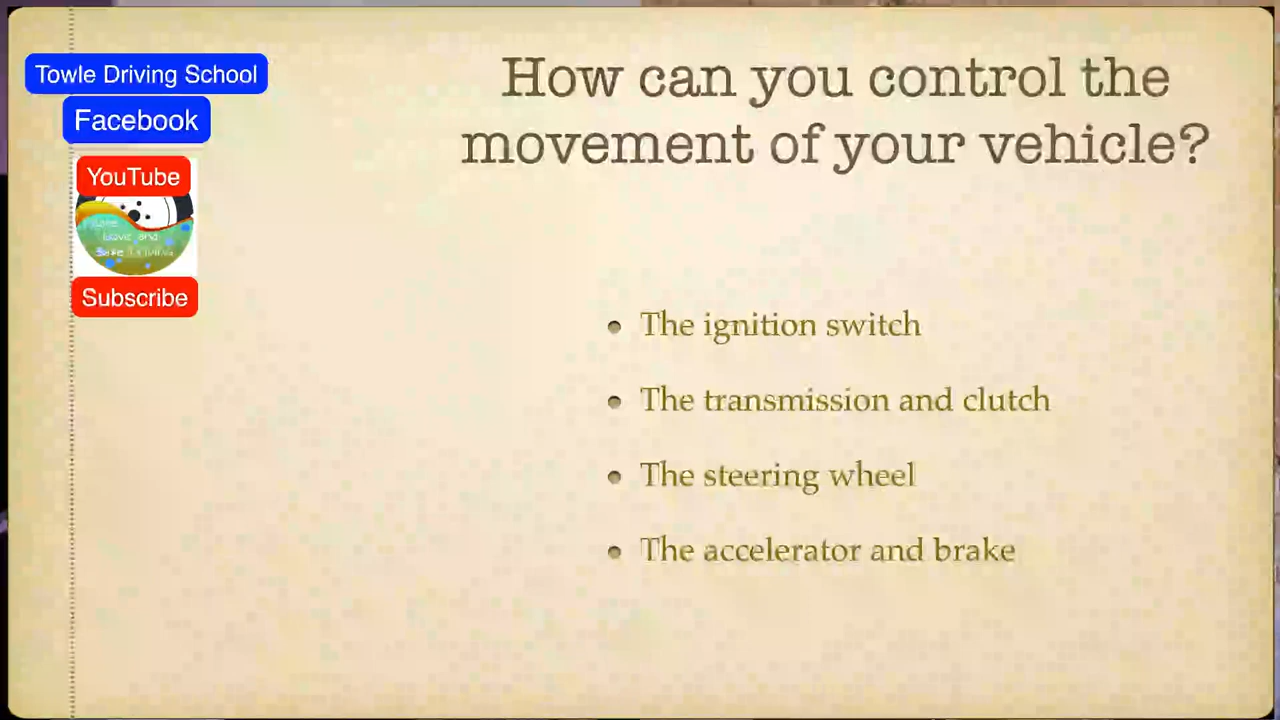 Towle Driving School
Facebook
YouTube
Subscribe
How can you control the
movement of your vehicle?
The ignition switch
The transmission and clutch
The steering wheel
The accelerator and brake